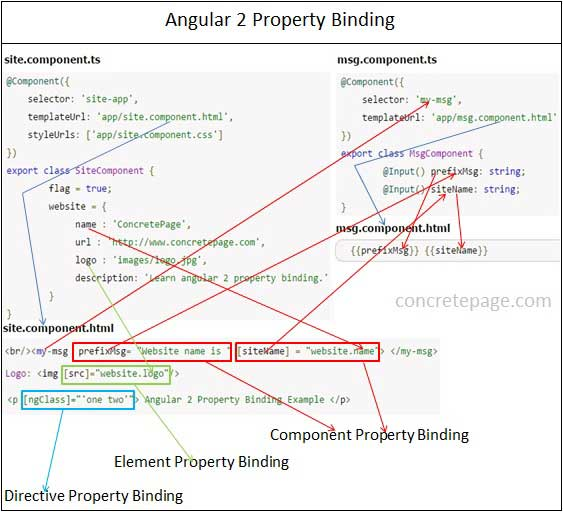 Angular 2 Property Binding
site.component.ts
@Component({
selector: 'site-app',
templateUrl: 'app/site.component.html',
styleUrls: ['app/site.component.css']
})
export class SiteComponent {
flag = true;
website = {
name : 'ConcretePage',
url : 'http://www.concretepage.com',
logo : 'images/logo.jpg',
description: 'Learn angular 2 property binding.'
}
}
msg.component.ts
@Component({
selector: 'my-msg',
templateUrl: 'app/msg.component.html'
})
export class MsgComponent {
@Input() prefixMsg: string;
@Input() siteName: string;
}
msg.component.html
{{prefixMsg}} {{siteName}}
concretepage.com
site.component.html
<br/><my-msg prefixMsg= "Website name is " [siteName] = "website.name"> </my-msg>
Logo: <img [src]="website.logo"/>
<p [ngClass]="'one two'"> Angular 2 Property Binding Example </p>
Component Property Binding
Element Property Binding
Directive Property Binding